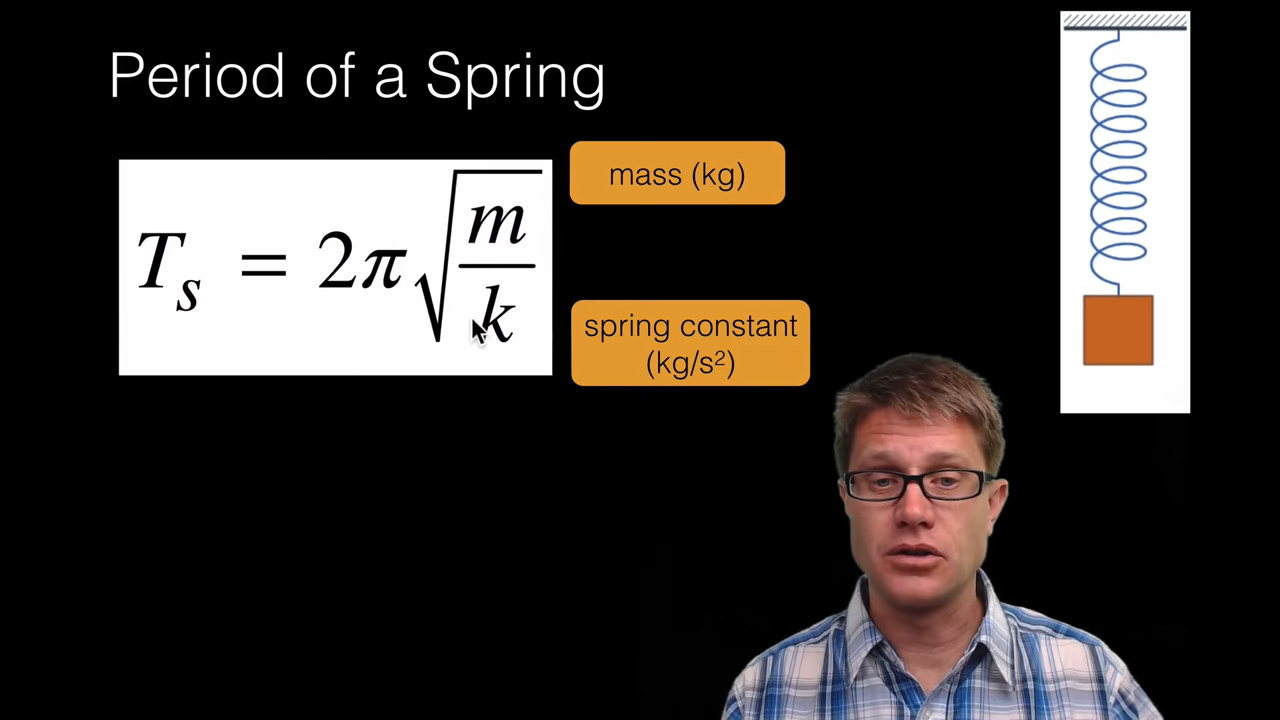 Period of a Spring
mass (kg)
T_s = 2π√(m/k)
spring constant
(kg/s²)